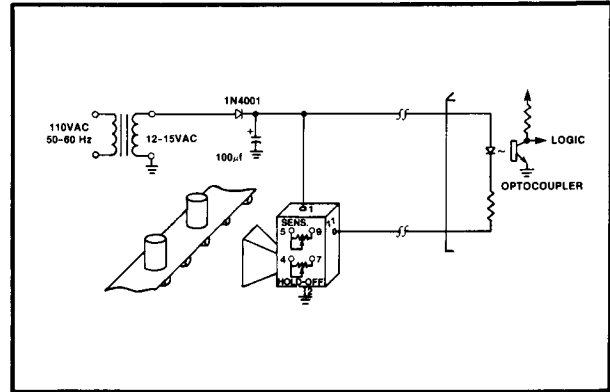 1N4001
110VAC
50-60 Hz
12-15VAC
+
100µf
LOGIC
OPTOCOUPLER
1
SENS.
5 9
11
4 7
HOLD-OFF
12